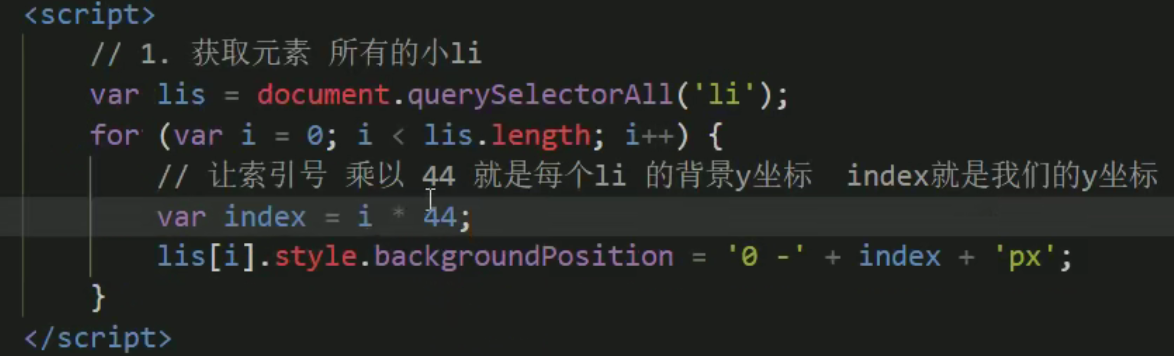 <script>
// 1. 获取元素 所有的小li
var lis = document.querySelectorAll('li');
for (var i = 0; i < lis.length; i++) {
// 让索引号 乘以 44 就是每个li 的背景y坐标 index就是我们的y坐标
var index = i * 44;
lis[i].style.backgroundPosition = '0 -' + index + 'px';
}
</script>